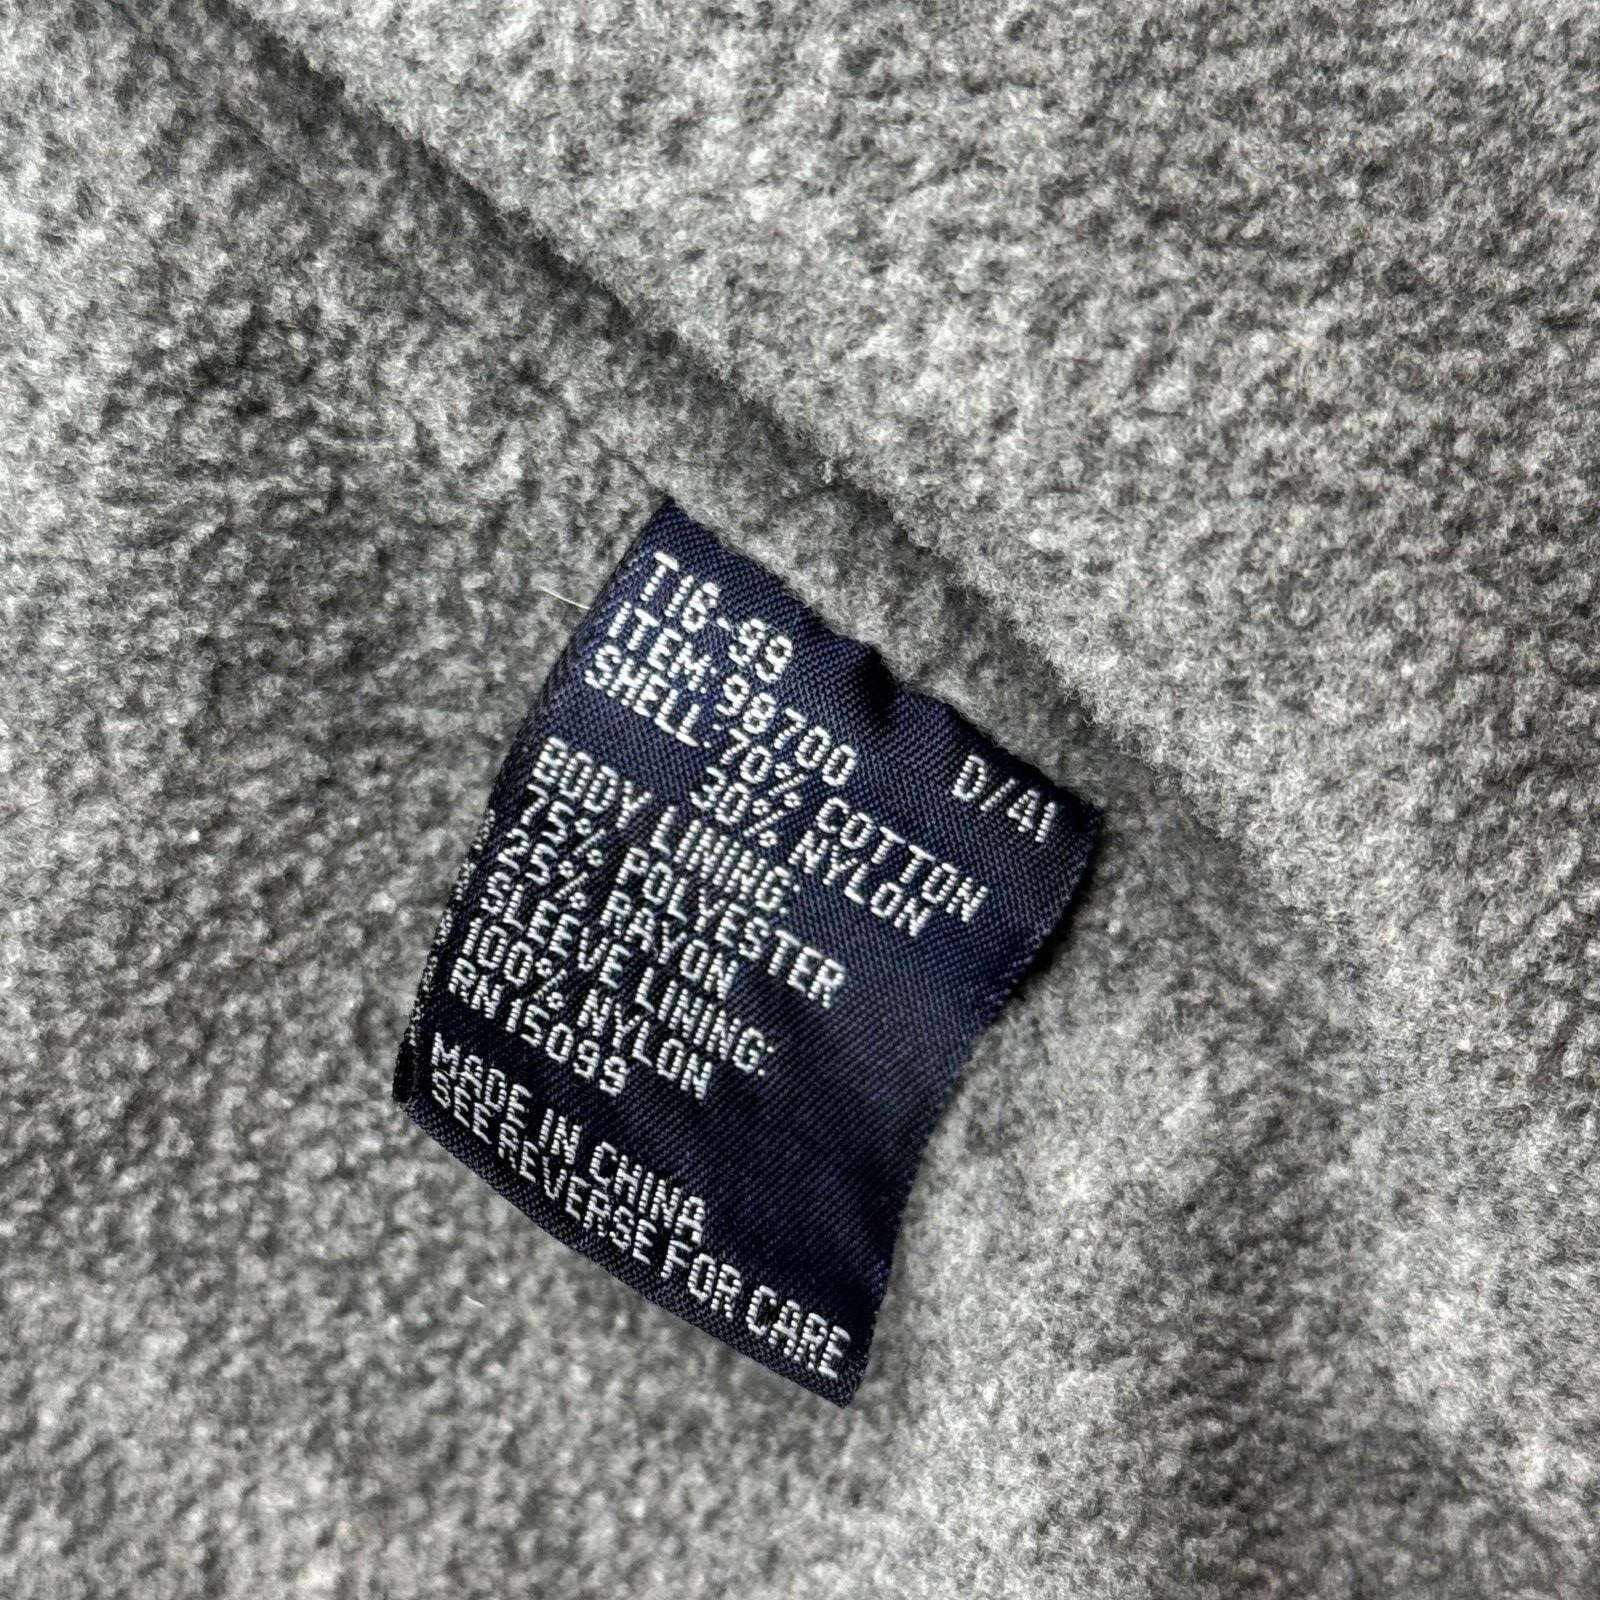 T16-99 D/41
ITEM: 98700
SHELL: 70% COTTON
30% NYLON
BODY LINING:
75% POLYESTER
25% RAYON
SLEEVE LINING:
100% NYLON
RN 15099
MADE IN CHINA
SEE REVERSE FOR CARE